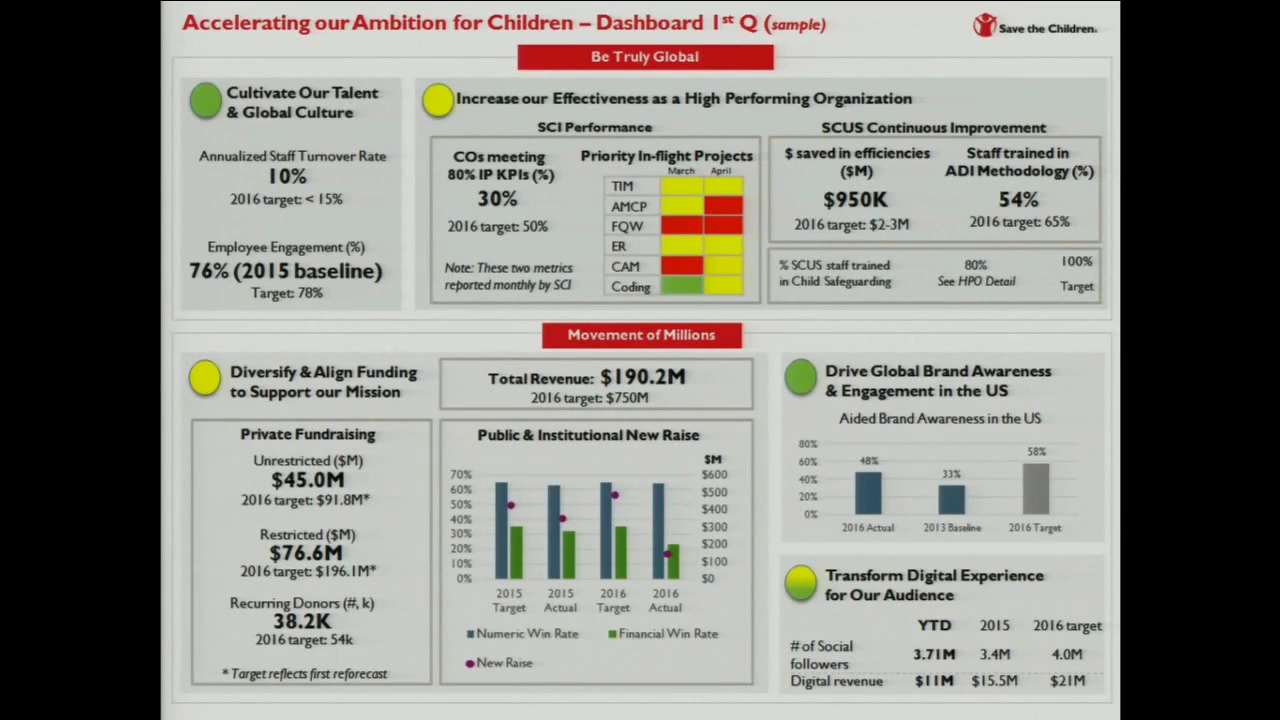 Accelerating our Ambition for Children – Dashboard 1st Q (sample)
Save the Children.
Be Truly Global
Cultivate Our Talent
& Global Culture
Annualized Staff Turnover Rate
10%
2016 target: < 15%
Employee Engagement (%)
76% (2015 baseline)
Target: 78%
Increase our Effectiveness as a High Performing Organization
SCI Performance
COs meeting
80% IP KPIs (%)
30%
2016 target: 50%
Note: These two metrics
reported monthly by SCI
Priority In-flight Projects
March April
TIM
AMCP
FQW
ER
CAM
Coding
SCUS Continuous Improvement
$ saved in efficiencies
($M)
$950K
2016 target: $2-3M
Staff trained in
ADI Methodology (%)
54%
2016 target: 65%
% SCUS staff trained
in Child Safeguarding
80%
See HPO Detail
100%
Target
Movement of Millions
Diversify & Align Funding
to Support our Mission
Total Revenue: $190.2M
2016 target: $750M
Private Fundraising
Unrestricted ($M)
$45.0M
2016 target: $91.8M*
Restricted ($M)
$76.6M
2016 target: $196.1M*
Recurring Donors (#, k)
38.2K
2016 target: 54k
* Target reflects first reforecast
Public & Institutional New Raise
$M
70% $600
60% $500
50% $400
40% $300
30% $200
20% $100
10% $0
0%
2015 Target
2015 Actual
2016 Target
2016 Actual
Numeric Win Rate
Financial Win Rate
New Raise
Drive Global Brand Awareness
& Engagement in the US
Aided Brand Awareness in the US
80%
60%
40%
20%
0%
48%
33%
58%
2016 Actual
2013 Baseline
2016 Target
Transform Digital Experience
for Our Audience
YTD 2015 2016 target
# of Social
followers
3.71M 3.4M 4.0M
Digital revenue $11M $15.5M $21M